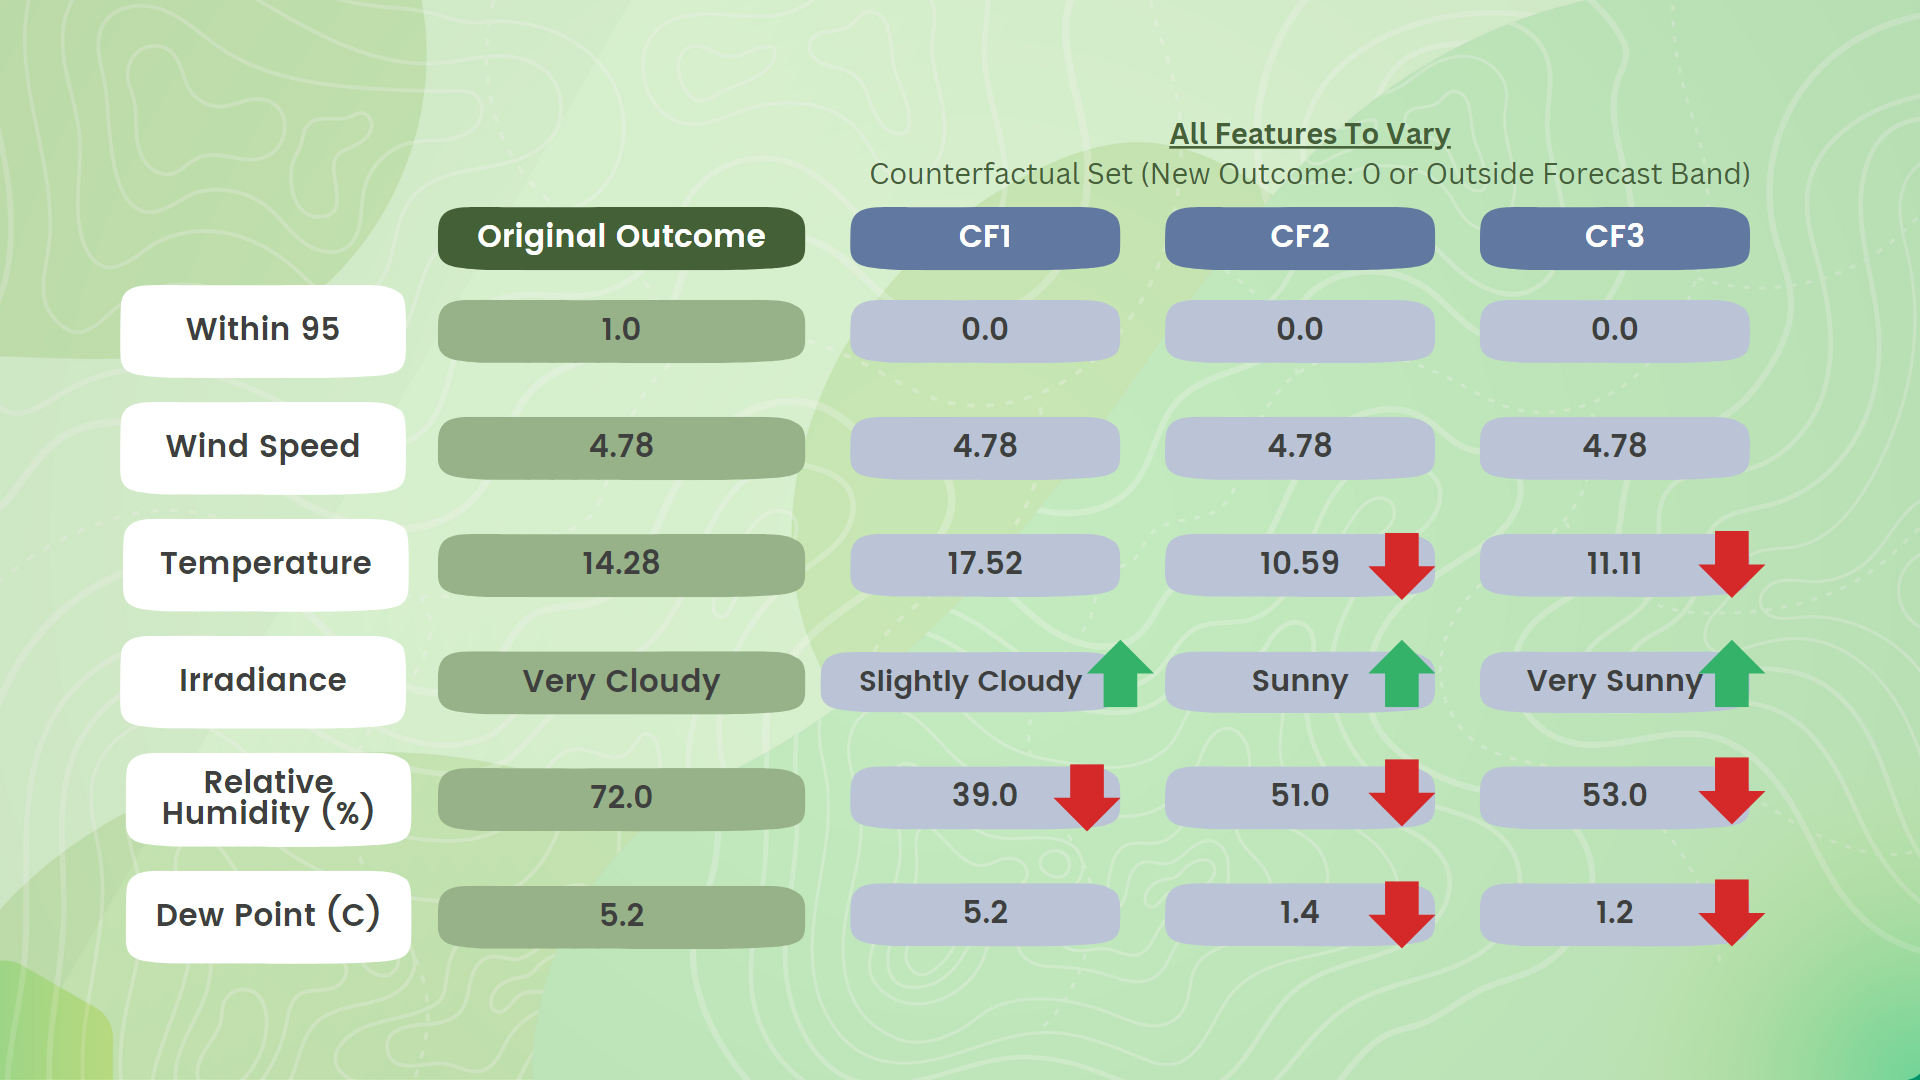 All Features To Vary
Counterfactual Set (New Outcome: 0 or Outside Forecast Band)
Original Outcome CF1 CF2 CF3
Within 95 1.0 0.0 0.0 0.0
Wind Speed 4.78 4.78 4.78 4.78
Temperature 14.28 17.52 10.59 11.11
Irradiance Very Cloudy Slightly Cloudy Sunny Very Sunny
Relative
Humidity (%) 72.0 39.0 51.0 53.0
Dew Point (C) 5.2 5.2 1.4 1.2